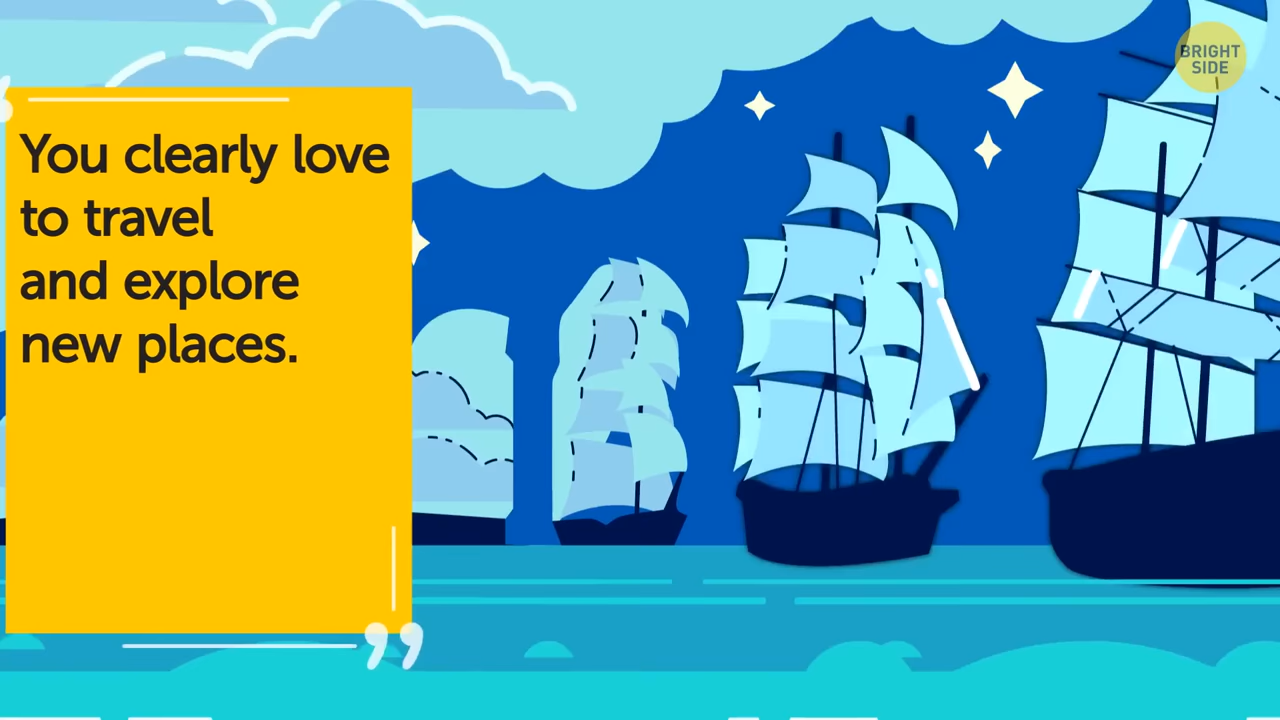 BRIGHT
SIDE
You clearly love
to travel
and explore
new places.